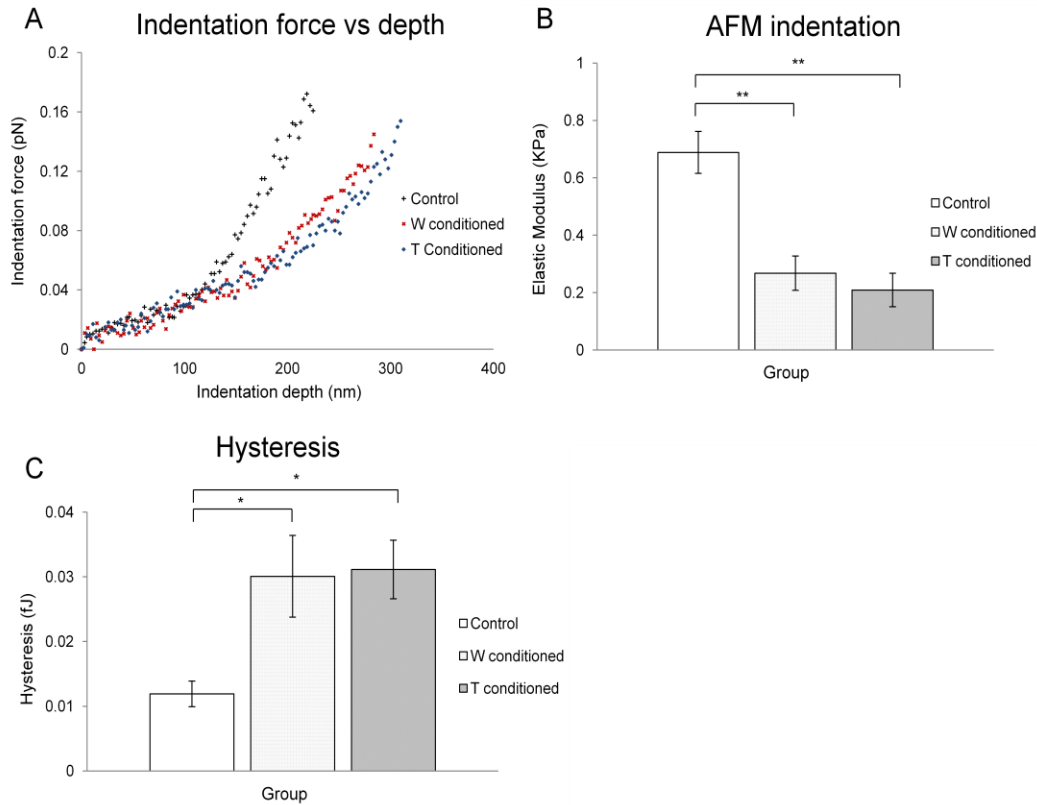 A
Indentation force vs depth
Indentation force (pN)
0.2
0.16
0.12
0.08
0.04
0
0
100
200
300
400
Indentation depth (nm)
Control
W conditioned
T Conditioned
B
AFM indentation
Elastic Modulus (KPa)
1
0.8
0.6
0.4
0.2
0
**
**
Group
Control
W conditioned
T conditioned
C
Hysteresis
Hysteresis (fJ)
0.04
0.03
0.02
0.01
0
*
*
Group
Control
W conditioned
T conditioned